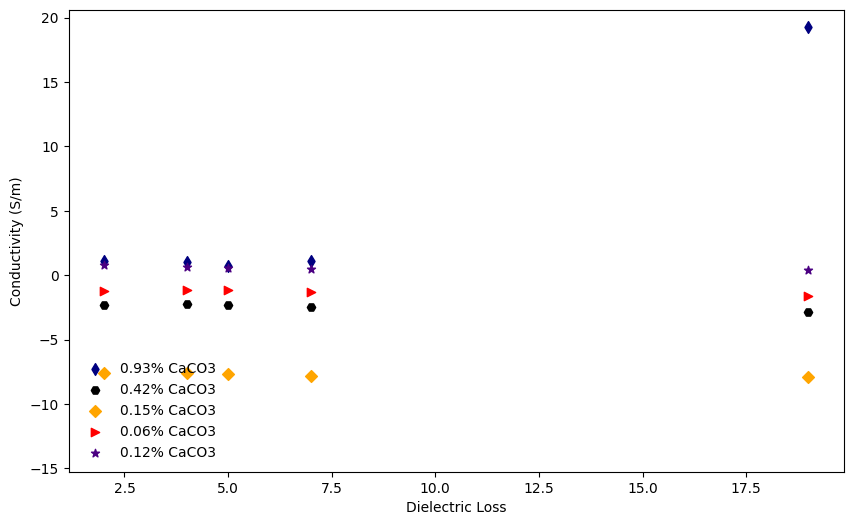 20
15
10
5
0
−5
−10
−15
Conductivity (S/m)
0.93% CaCO3
0.42% CaCO3
0.15% CaCO3
0.06% CaCO3
0.12% CaCO3
2.5 5.0 7.5 10.0 12.5 15.0 17.5
Dielectric Loss